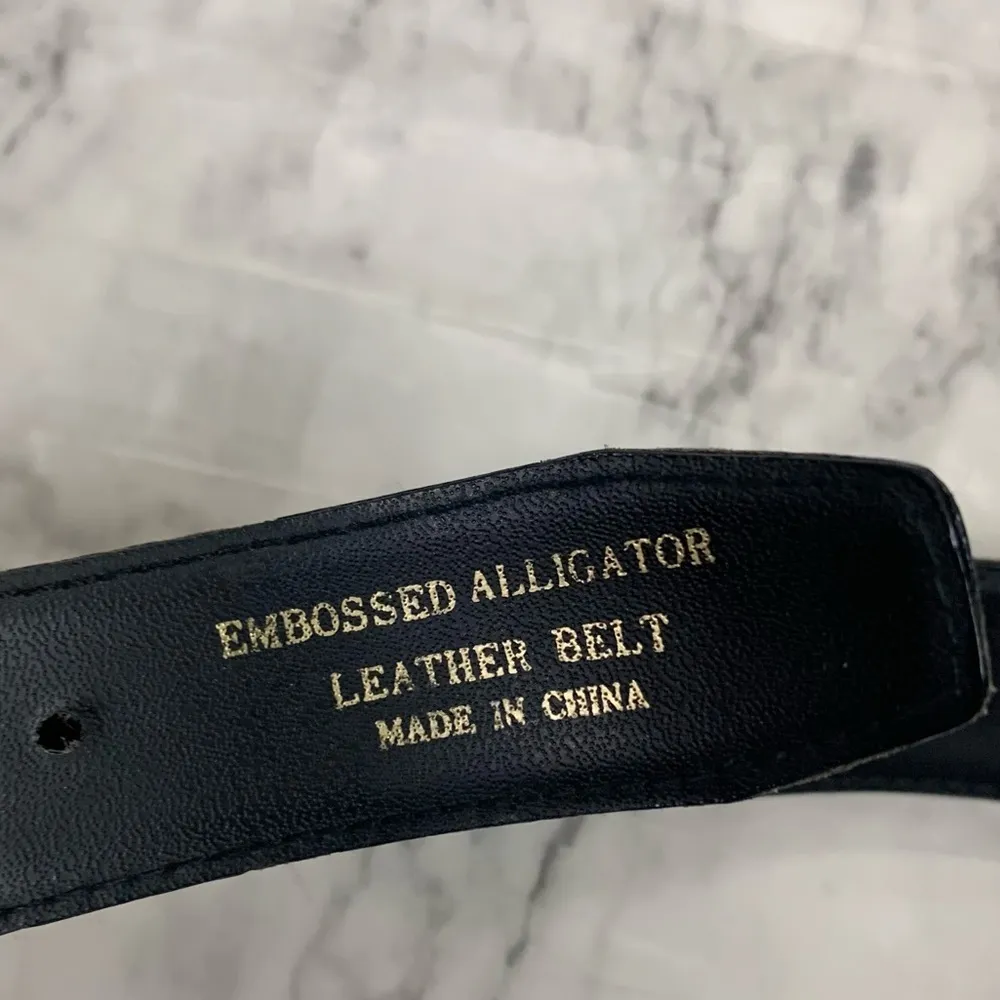 EMBOSSED ALLIGATOR
LEATHER BELT
MADE IN CHINA